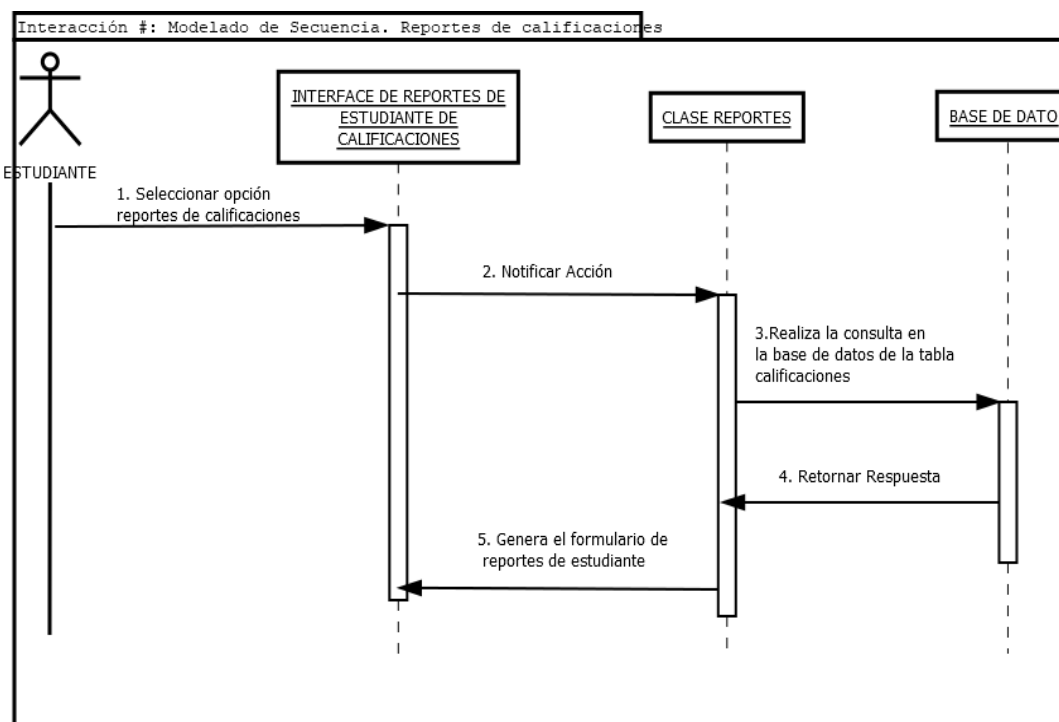 Interacción #: Modelado de Secuencia. Reportes de calificaciones
INTERFACE DE REPORTES DE
ESTUDIANTE DE
CALIFICACIONES
CLASE REPORTES
BASE DE DATO
ESTUDIANTE
1. Seleccionar opción
reportes de calificaciones
2. Notificar Acción
3.Realiza la consulta en
la base de datos de la tabla
calificaciones
4. Retornar Respuesta
5. Genera el formulario de
reportes de estudiante